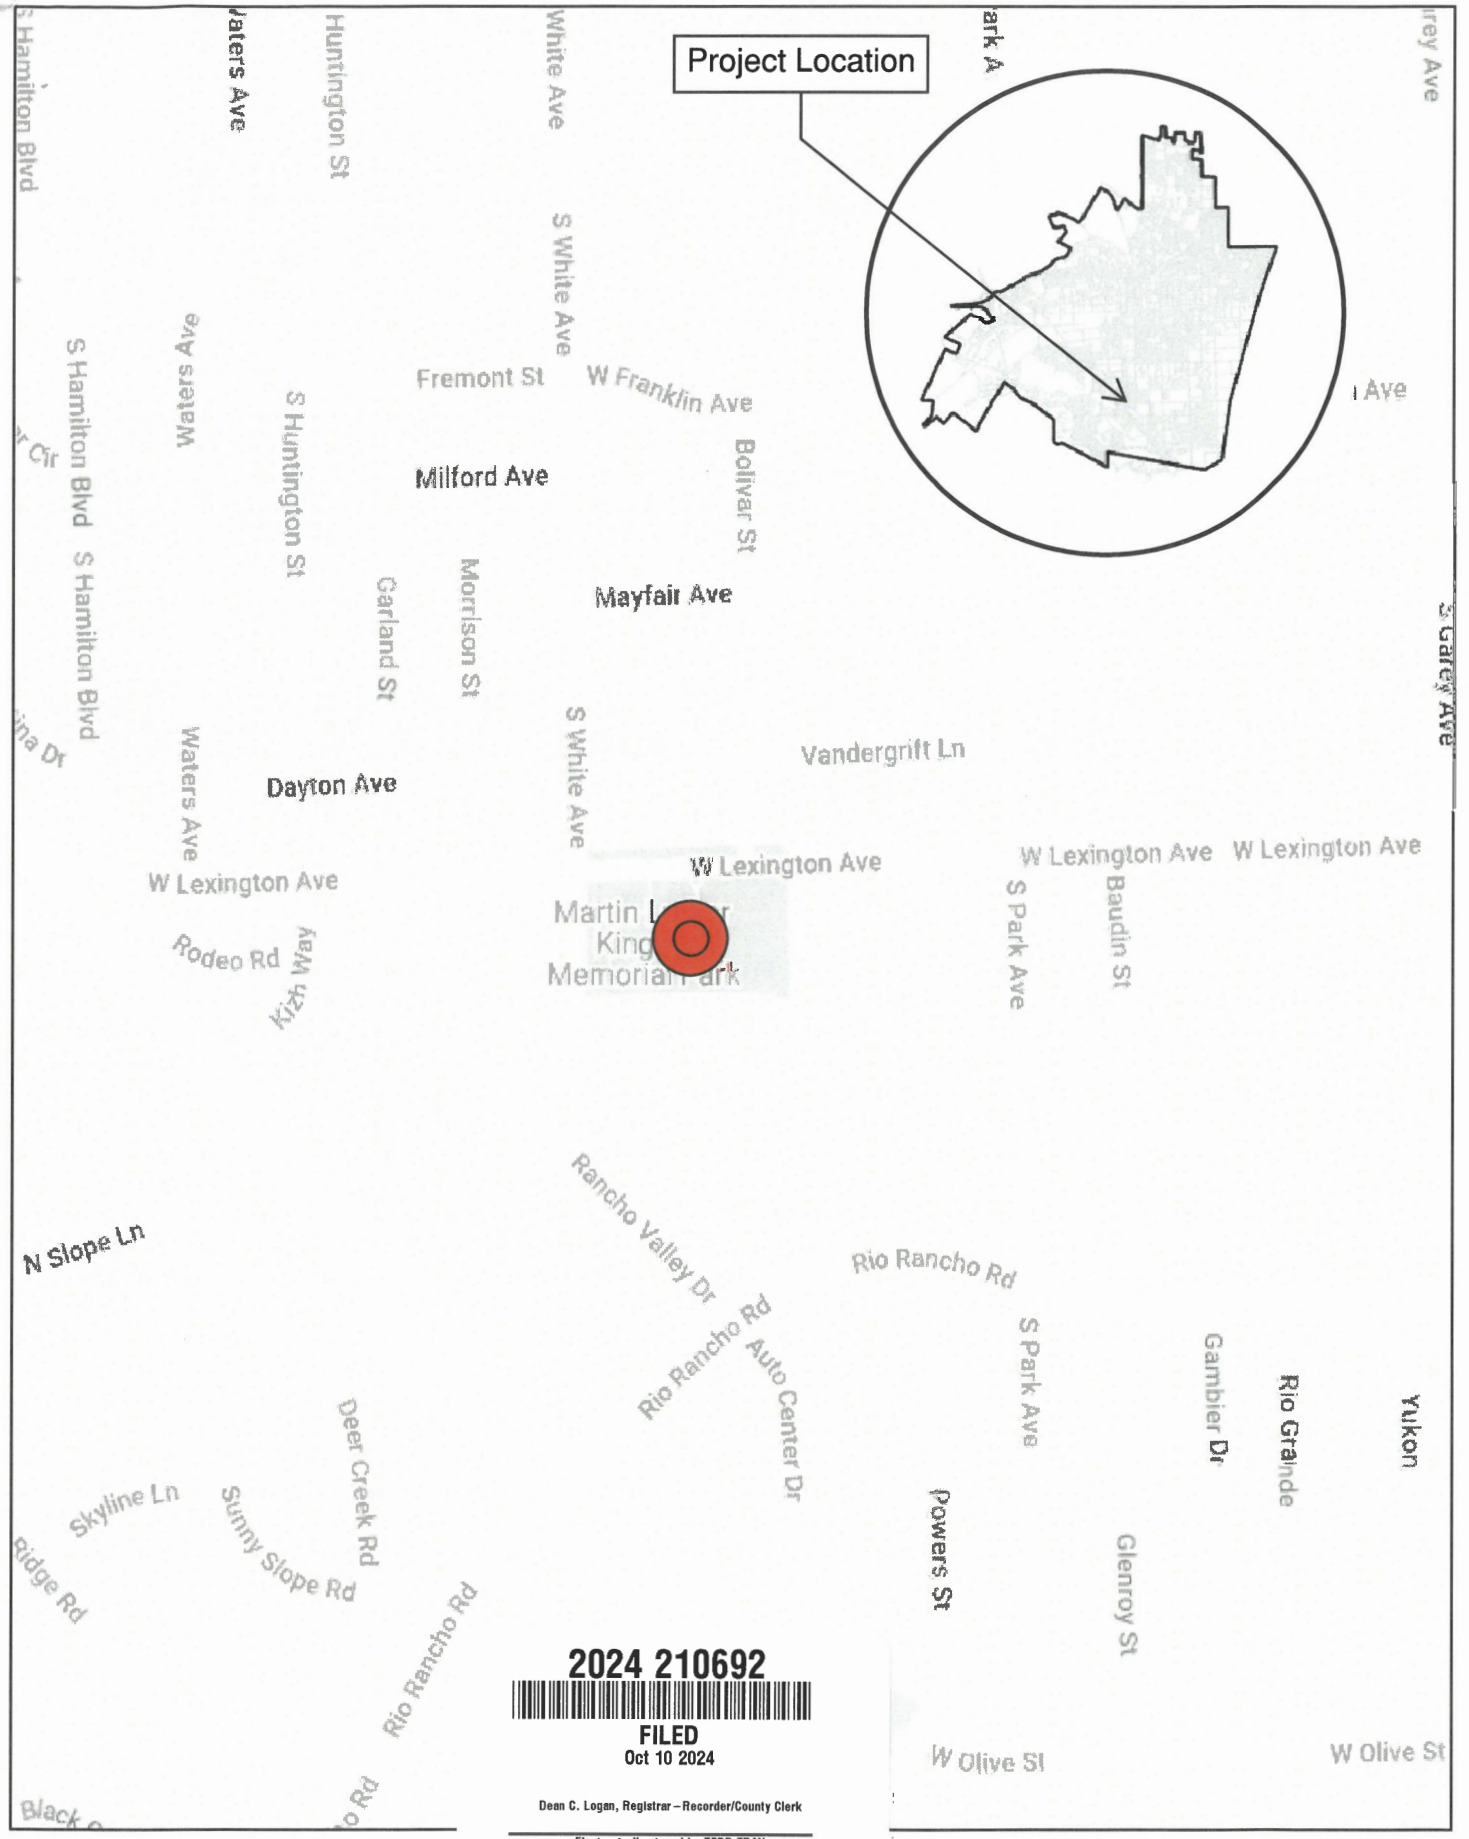 S Hamilton Blvd
Huntington St
White Ave
Project Location
S White Ave
Waters Ave
S Hamilton Blvd
Fremont St
W Franklin Ave
Ave
S Huntington St
Cir
Milford Ave
Bolivar St
S Hamilton Blvd
Garland St
Morrison St
Mayfair Ave
S Garey Ave
S White Ave
Vandergrift Ln
Waters Ave
Dayton Ave
W Lexington Ave
W Lexington Ave
W Lexington Ave
W Lexington Ave
S Park Ave
Baudin St
Martin
King
Memorial Park
Rodeo Rd
Kizh Way
Rancho Valley Dr
N Slope Ln
Rio Rancho Rd
Rio Rancho Rd
Auto Center Dr
S Park Ave
Gambier Dr
Rio Grande
Yukon
Deer Creek Rd
Skyline Ln
Sunny Slope Rd
Powers St
Ridge Rd
Glenroy St
Rio Rancho Rd
2024 210692
FILED
Oct 10 2024
W Olive St
W Olive St
Dean C. Logan, Registrar – Recorder/County Clerk
Black
Rd